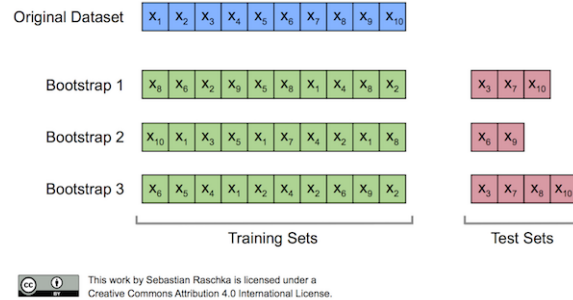 Original Dataset x₁ x₂ x₃ x₄ x₅ x₆ x₇ x₈ x₉ x₁₀
Bootstrap 1 x₈ x₆ x₂ x₉ x₅ x₈ x₁ x₄ x₈ x₂ x₃ x₇ x₁₀
Bootstrap 2 x₁₀ x₁ x₃ x₅ x₁ x₇ x₄ x₂ x₁ x₈ x₆ x₉
Bootstrap 3 x₆ x₅ x₄ x₁ x₂ x₄ x₂ x₆ x₉ x₂ x₃ x₇ x₈ x₁₀
Training Sets Test Sets
cc BY This work by Sebastian Raschka is licensed under a
Creative Commons Attribution 4.0 International License.